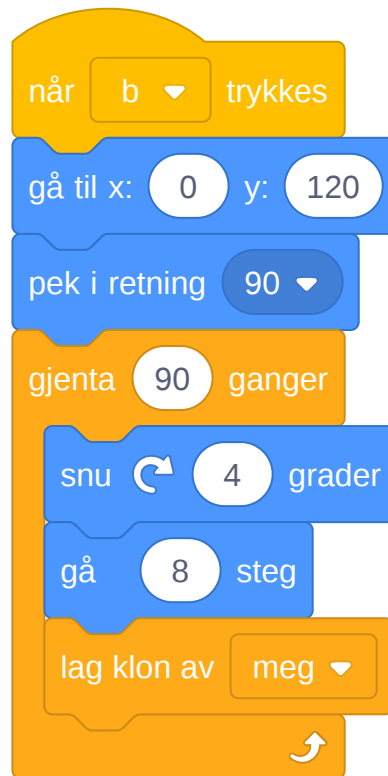 når b trykkes
gå til x: 0 y: 120
pek i retning 90
gjenta 90 ganger
snu 4 grader
gå 8 steg
lag klon av meg